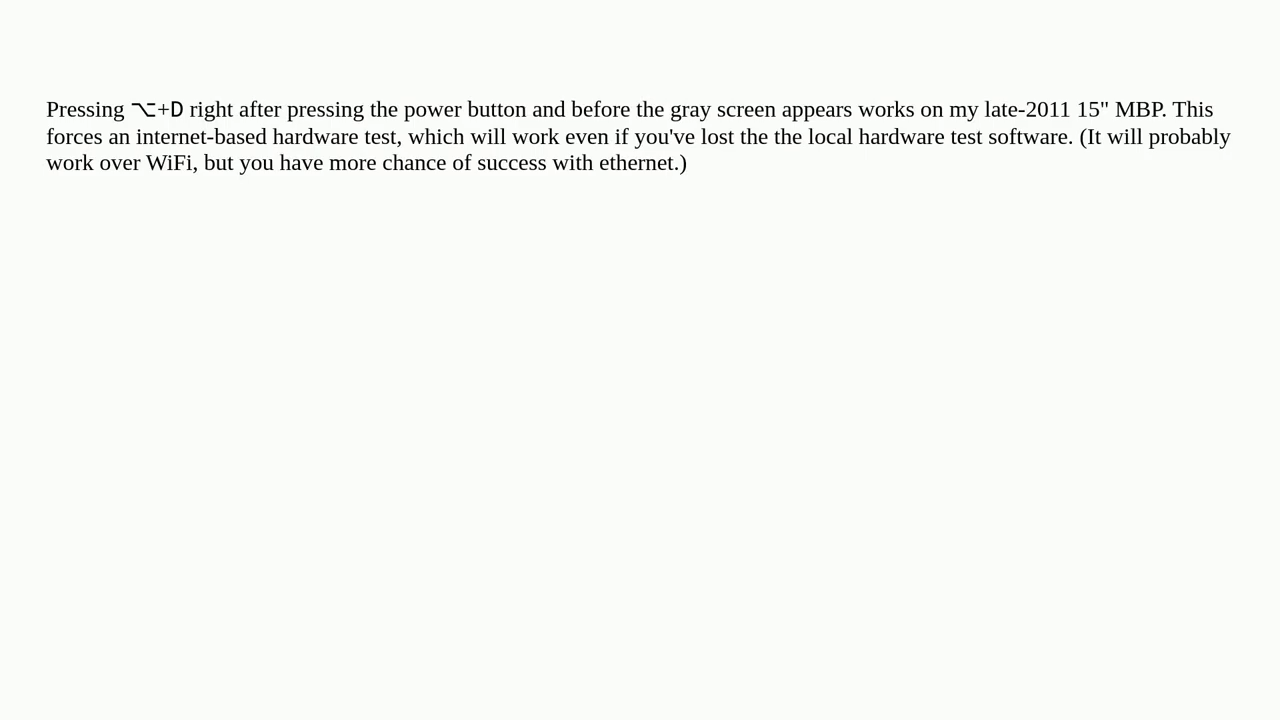 Pressing ⌥+D right after pressing the power button and before the gray screen appears works on my late-2011 15" MBP. This
forces an internet-based hardware test, which will work even if you've lost the the local hardware test software. (It will probably
work over WiFi, but you have more chance of success with ethernet.)